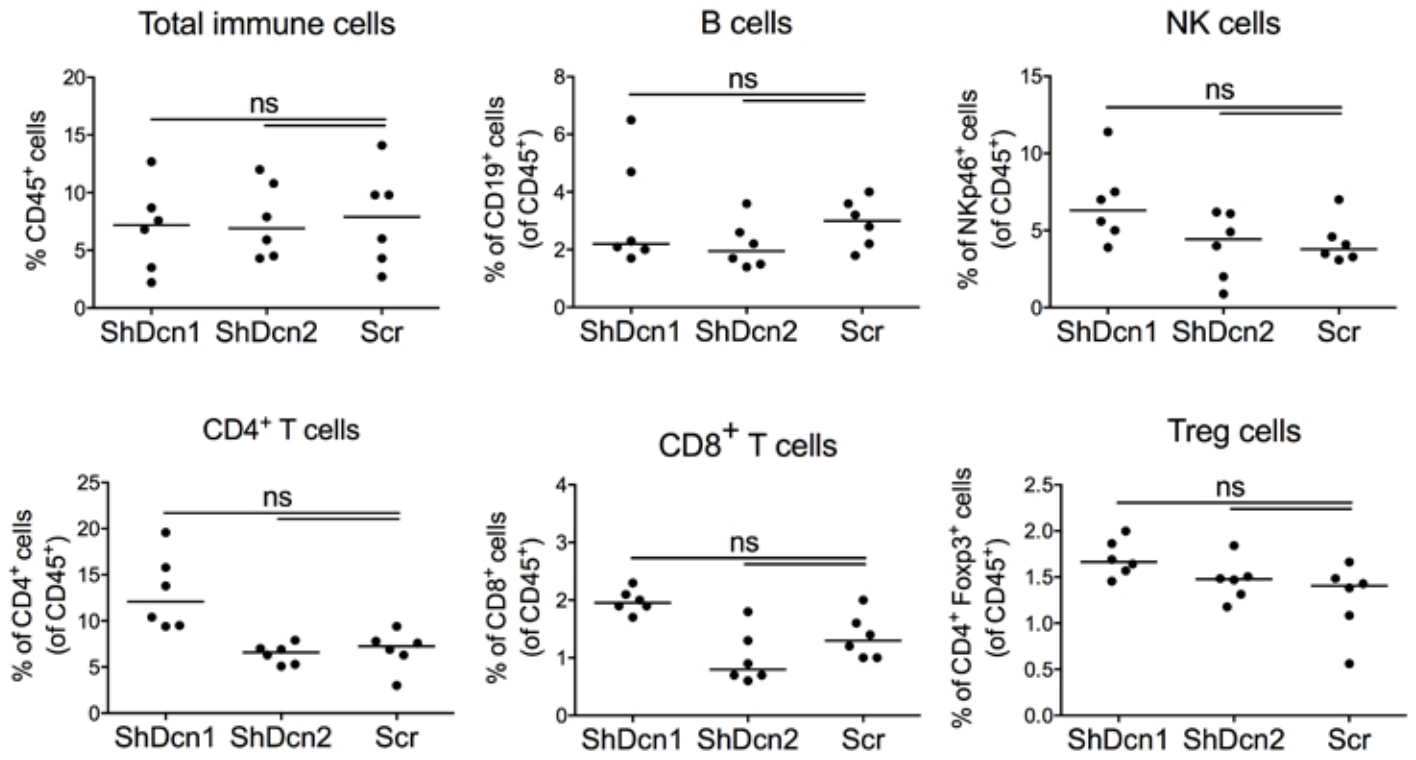 Total immune cells
% CD45⁺ cells
20
15
10
5
0
ns
ShDcn1 ShDcn2 Scr
B cells
% of CD19⁺ cells
(of CD45⁺)
8
6
4
2
0
ns
ShDcn1 ShDcn2 Scr
NK cells
% of NKp46⁺ cells
(of CD45⁺)
15
10
5
0
ns
ShDcn1 ShDcn2 Scr
CD4⁺ T cells
% of CD4⁺ cells
(of CD45⁺)
25
20
15
10
5
0
ns
ShDcn1 ShDcn2 Scr
CD8⁺ T cells
% of CD8⁺ cells
(of CD45⁺)
4
3
2
1
0
ns
ShDcn1 ShDcn2 Scr
Treg cells
% of CD4⁺ Foxp3⁺ cells
(of CD45⁺)
2.5
2.0
1.5
1.0
0.5
0.0
ns
ShDcn1 ShDcn2 Scr